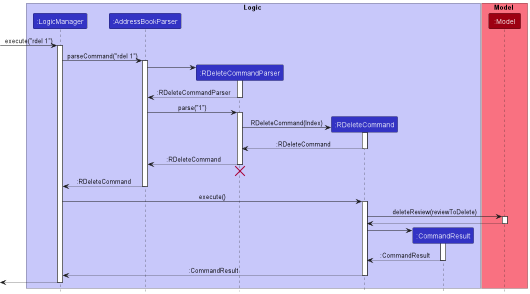 Logic
Model
:LogicManager
:AddressBookParser
:Model
execute("rdel 1")
parseCommand("rdel 1")
:RDeleteCommandParser
:RDeleteCommandParser
parse("1")
:RDeleteCommand(Index)
:RDeleteCommand
:RDeleteCommand
:RDeleteCommand
:RDeleteCommand
execute()
deleteReview(reviewToDelete)
:CommandResult
:CommandResult
:CommandResult